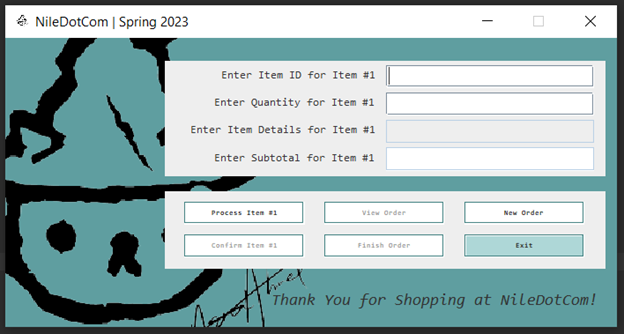 NileDotCom | Spring 2023
Enter Item ID for Item #1
Enter Quantity for Item #1
Enter Item Details for Item #1
Enter Subtotal for Item #1
Process Item #1 View Order New Order
Confirm Item #1 Finish Order Exit
Thank You for Shopping at NileDotCom!